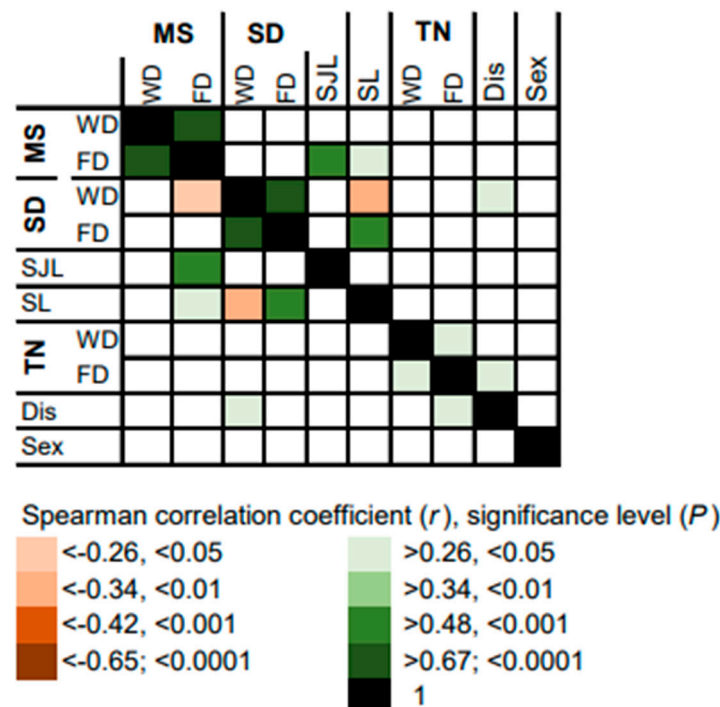 MS SD TN
WD FD WD FD SJL SL WD FD Dis Sex
MS WD
FD
SD WD
FD
SJL
SL
TN WD
FD
Dis
Sex
Spearman correlation coefficient (r), significance level (P)
<-0.26, <0.05 >0.26, <0.05
<-0.34, <0.01 >0.34, <0.01
<-0.42, <0.001 >0.48, <0.001
<-0.65; <0.0001 >0.67; <0.0001
1